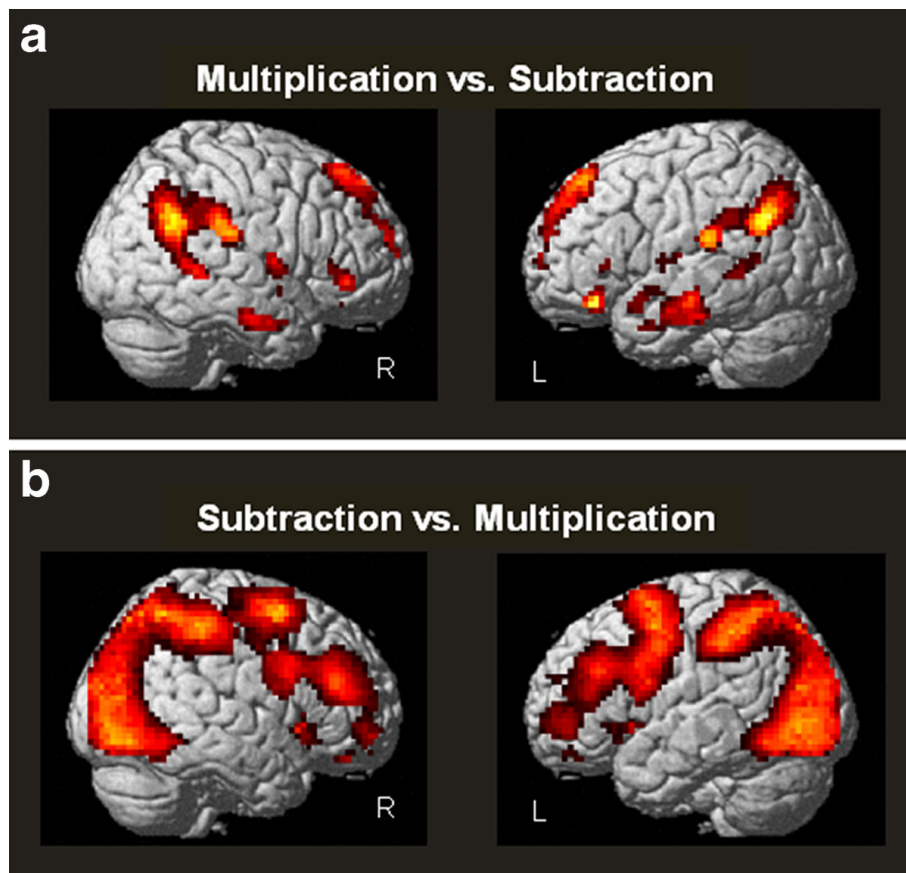 a
Multiplication vs. Subtraction
R
L
b
Subtraction vs. Multiplication
R
L